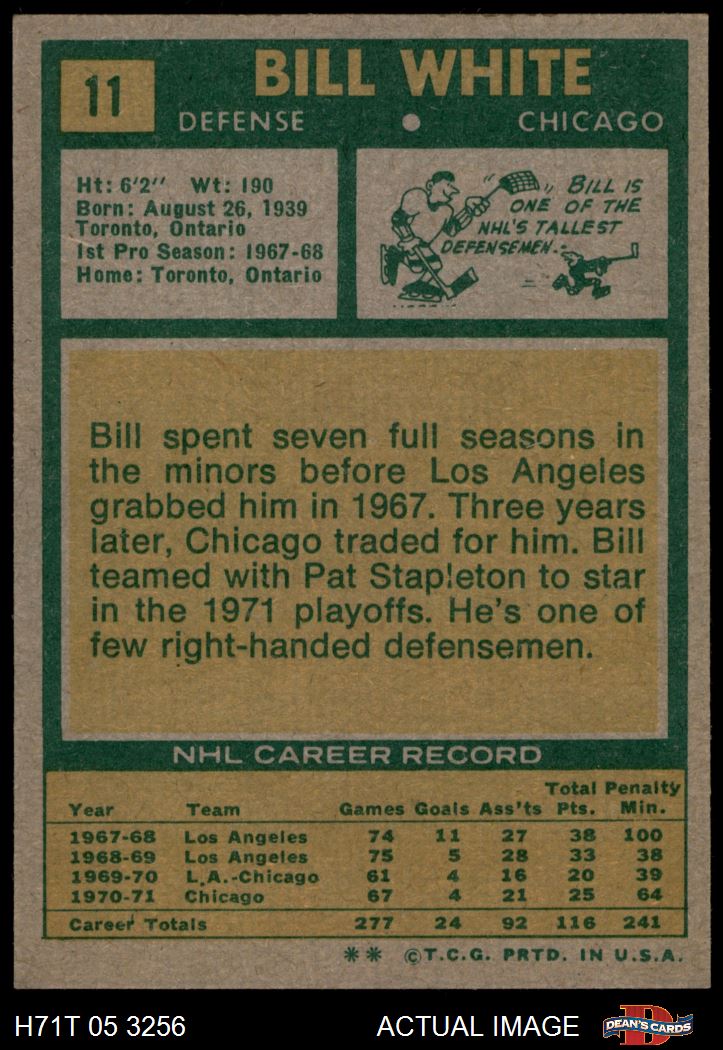 11
BILL WHITE
DEFENSE
CHICAGO
Ht: 6'2'' Wt: 190
Born: August 26, 1939
Toronto, Ontario
1st Pro Season: 1967-68
Home: Toronto, Ontario
BILL IS
ONE OF THE
NHL'S TALLEST
DEFENSEMEN.
Bill spent seven full seasons in
the minors before Los Angeles
grabbed him in 1967. Three years
later, Chicago traded for him. Bill
teamed with Pat Stapleton to star
in the 1971 playoffs. He's one of
few right-handed defensemen.
NHL CAREER RECORD
Year Team Games Goals Ass'ts Total Pts. Penalty Min.
1967-68 Los Angeles 74 11 27 38 100
1968-69 Los Angeles 75 5 28 33 38
1969-70 L.A.-Chicago 61 4 16 20 39
1970-71 Chicago 67 4 21 25 64
Career Totals 277 24 92 116 241
** ©T.C.G. PRTD. IN U.S.A.
H71T 05 3256
ACTUAL IMAGE
D
DEAN'S CARDS